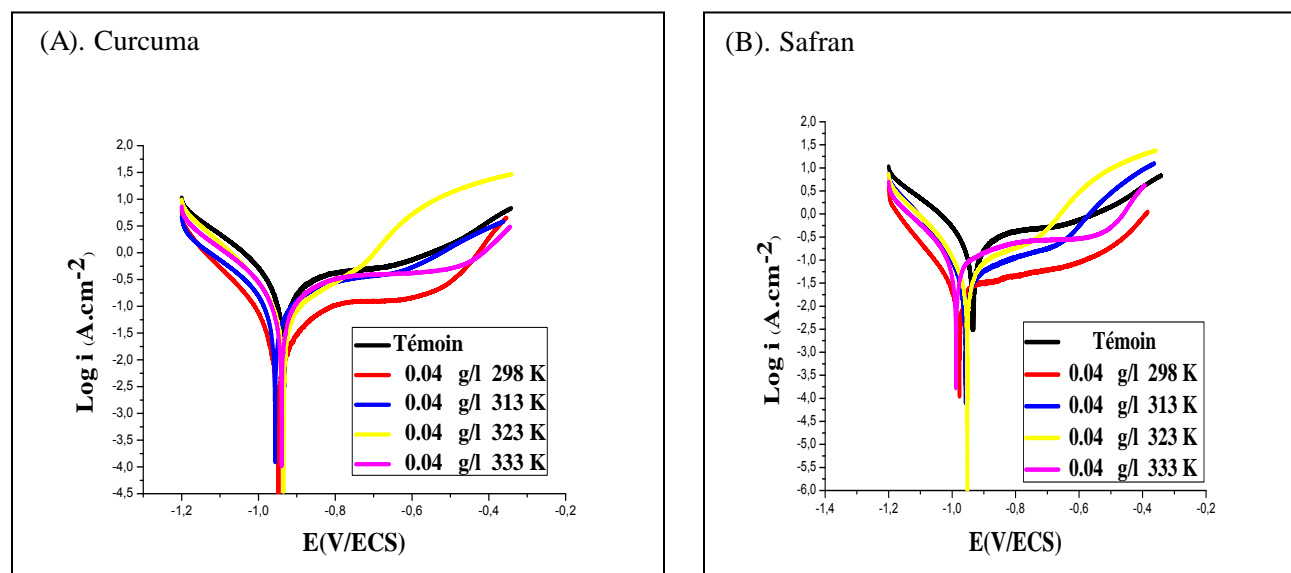 (A). Curcuma
2,0
1,5
1,0
0,5
0,0
-0,5
-1,0
-1,5
-2,0
-2,5
-3,0
-3,5
-4,0
-4,5
Log i (A.cm-2)
Témoin
0.04 g/l 298 K
0.04 g/l 313 K
0.04 g/l 323 K
0.04 g/l 333 K
-1,2 -1,0 -0,8 -0,6 -0,4 -0,2
E(V/ECS)
(B). Safran
2,0
1,5
1,0
0,5
0,0
-0,5
-1,0
-1,5
-2,0
-2,5
-3,0
-3,5
-4,0
-4,5
-5,0
-5,5
-6,0
Log i (A.cm-2)
Témoin
0.04 g/l 298 K
0.04 g/l 313 K
0.04 g/l 323 K
0.04 g/l 333 K
-1,4 -1,2 -1,0 -0,8 -0,6 -0,4 -0,2
E(V/ECS)